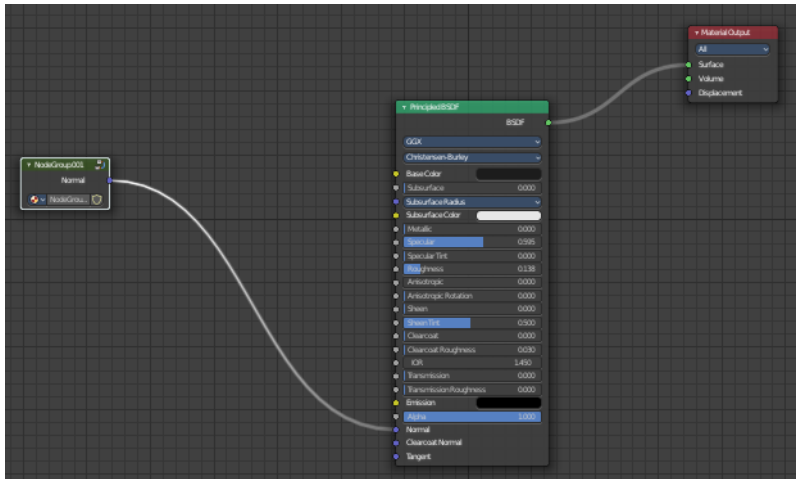 Material Output
All
Surface
Volume
Displacement
Principled BSDF
BSDF
GGX
Christensen-Burley
Base Color
Subsurface 0.000
Subsurface Radius
Subsurface Color
Metallic 0.000
Specular 0.595
Specular Tint 0.000
Roughness 0.138
Anisotropic 0.000
Anisotropic Rotation 0.000
Sheen 0.000
Sheen Tint 0.500
Clearcoat 0.000
Clearcoat Roughness 0.030
IOR 1.450
Transmission 0.000
Transmission Roughness 0.000
Emission
Alpha 1.000
Normal
Clearcoat Normal
Tangent
NodeGroup.001
Normal
NodeGrou...